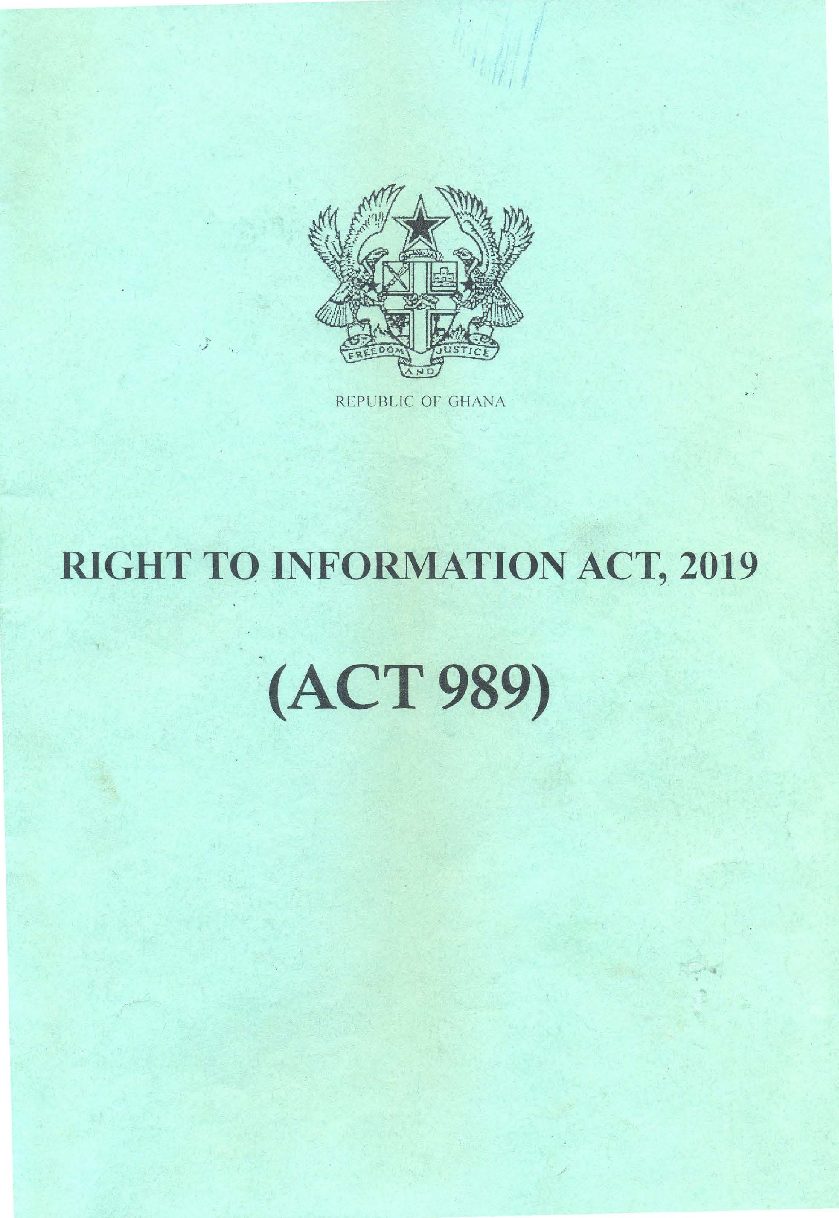 FREEDOM JUSTICE
AND
REPUBLIC OF GHANA
RIGHT TO INFORMATION ACT, 2019
(ACT 989)